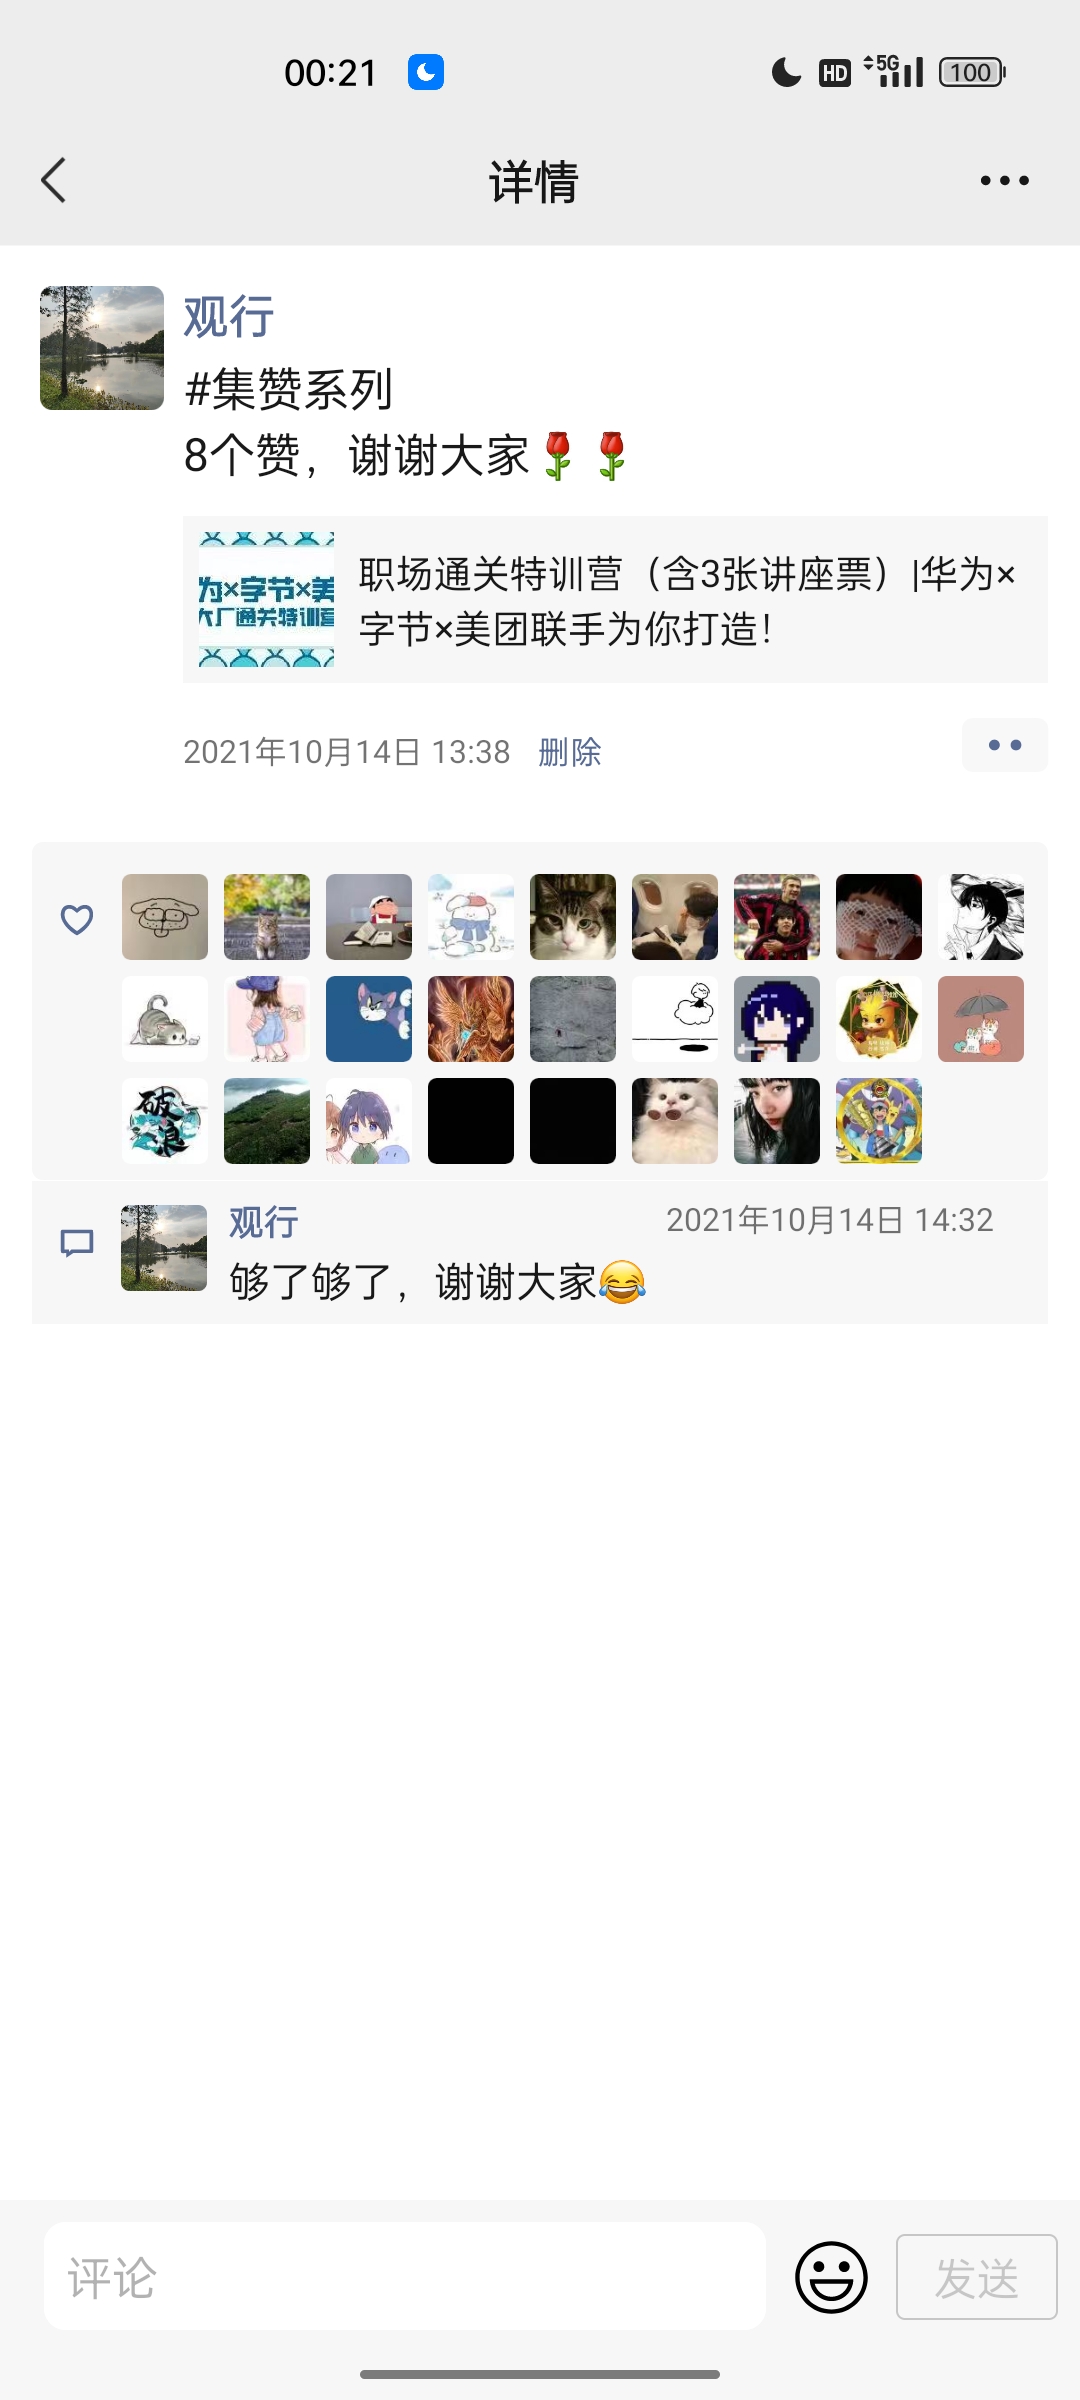 00:21
HD 5G 100
详情
观行
#集赞系列
8个赞，谢谢大家🌹🌹
为×字节×美
大厂通关特训营
职场通关特训营（含3张讲座票）|华为×
字节×美团联手为你打造！
2021年10月14日 13:38 删除
破浪
观行 2021年10月14日 14:32
够了够了，谢谢大家😂
评论 发送